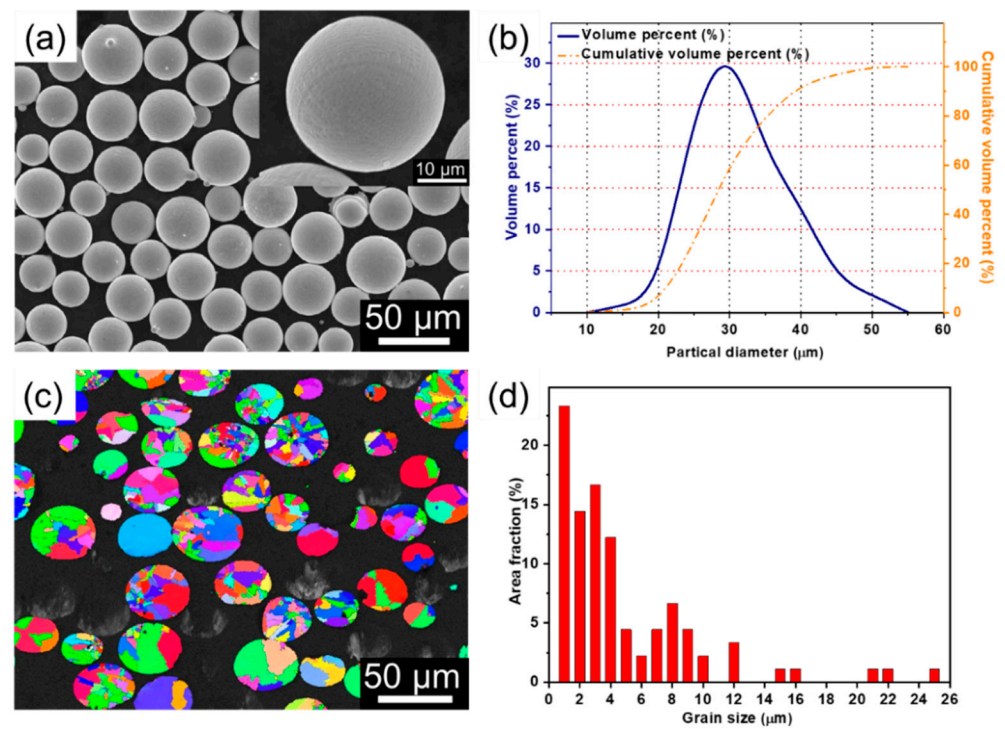 (a)
10 µm
50 µm
(b)
Volume percent (%)
Cumulative volume percent (%)
Volume percent (%)
30
25
20
15
10
5
0
100
80
60
40
20
0
Cumulative volume percent (%)
10 20 30 40 50 60
Partical diameter (µm)
(c)
50 µm
(d)
Area fraction (%)
20
15
10
5
0
0 2 4 6 8 10 12 14 16 18 20 22 24 26
Grain size (µm)